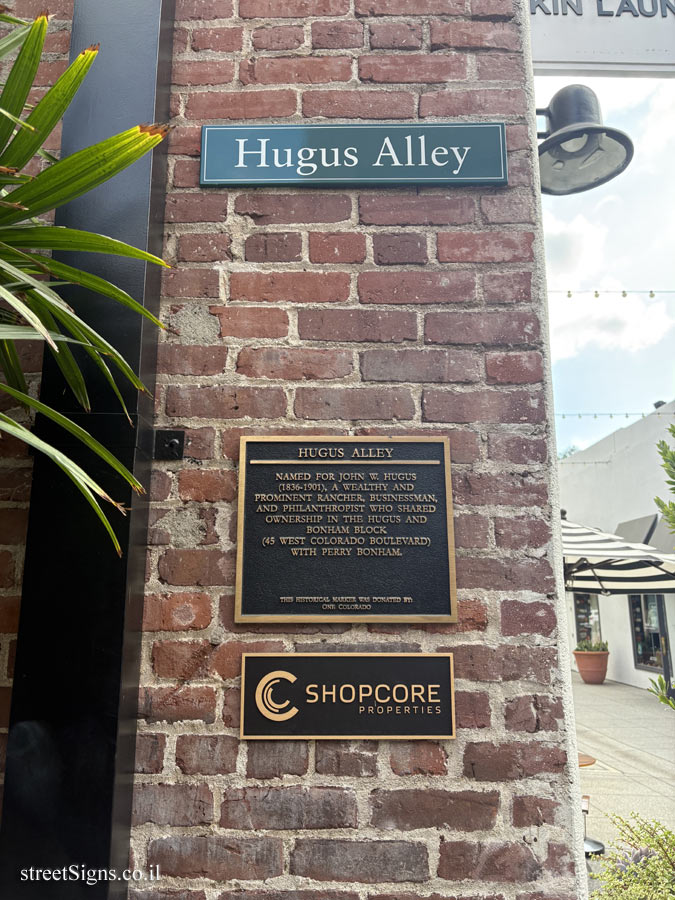 KIN LAUN
Hugus Alley
HUGUS ALLEY
NAMED FOR JOHN W. HUGUS
(1836-1901), A WEALTHY AND
PROMINENT RANCHER, BUSINESSMAN,
AND PHILANTHROPIST WHO SHARED
OWNERSHIP IN THE HUGUS AND
BONHAM BLOCK
(45 WEST COLORADO BOULEVARD)
WITH PERRY BONHAM.
THIS HISTORICAL MARKER WAS DONATED BY:
ONE COLORADO
SHOPCORE
PROPERTIES
streetSigns.co.il